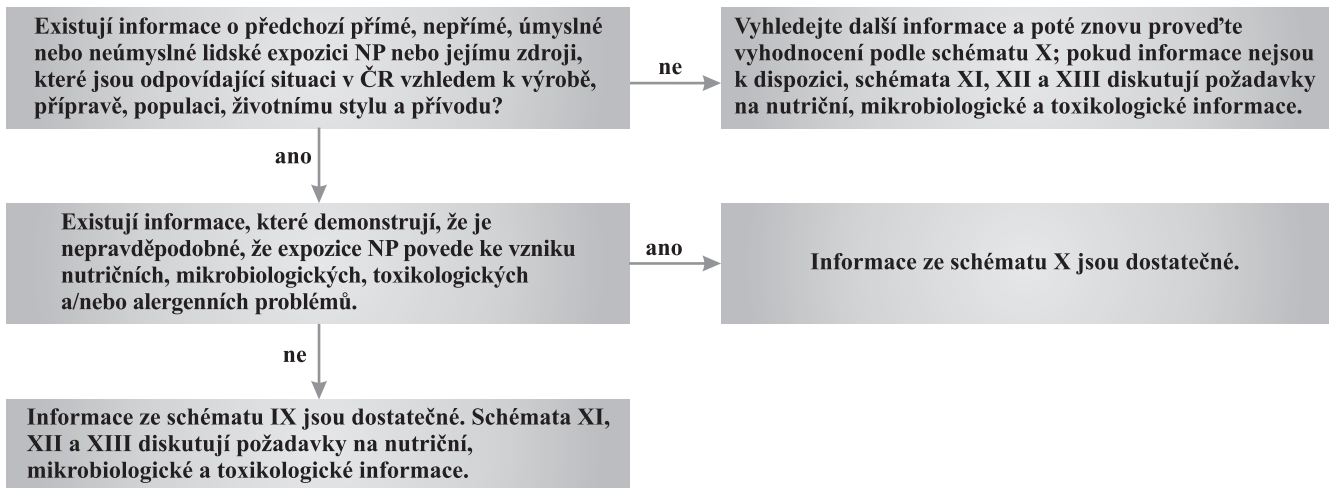 Existují informace o předchozí přímé, nepřímé, úmyslné
nebo neúmyslné lidské expozici NP nebo jejímu zdroji,
které jsou odpovídající situaci v ČR vzhledem k výrobě,
přípravě, populaci, životnímu stylu a přívodu?
ne
Vyhledejte další informace a poté znovu proveďte
vyhodnocení podle schématu X; pokud informace nejsou
k dispozici, schémata XI, XII a XIII diskutují požadavky
na nutriční, mikrobiologické a toxikologické informace.
ano
Existují informace, které demonstrují, že je
nepravděpodobné, že expozice NP povede ke vzniku
nutričních, mikrobiologických, toxikologických
a/nebo alergenních problémů.
ano
Informace ze schématu X jsou dostatečné.
ne
Informace ze schématu IX jsou dostatečné. Schémata XI,
XII a XIII diskutují požadavky na nutriční,
mikrobiologické a toxikologické informace.